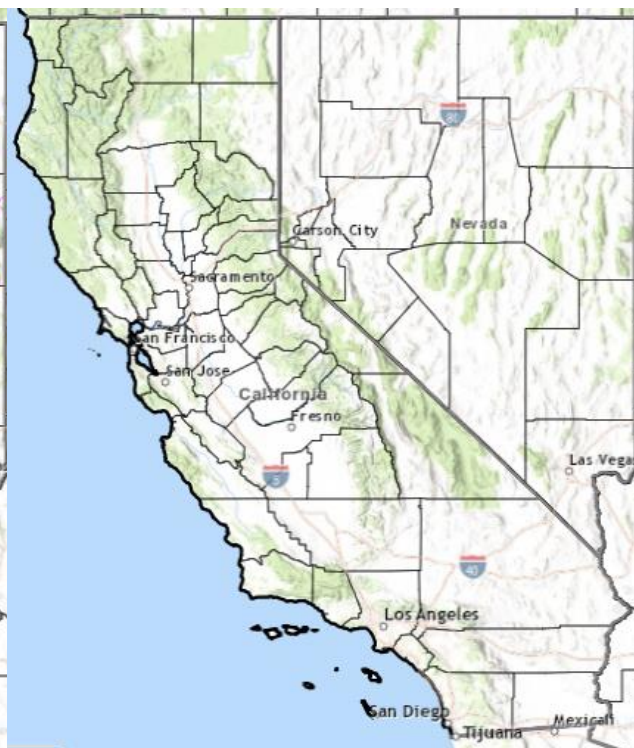 80
Carson City
Nevada
Sacramento
San Francisco
San Jose
California
Fresno
Las Vegas
5
40
Los Angeles
San Diego
Tijuana
Mexicali